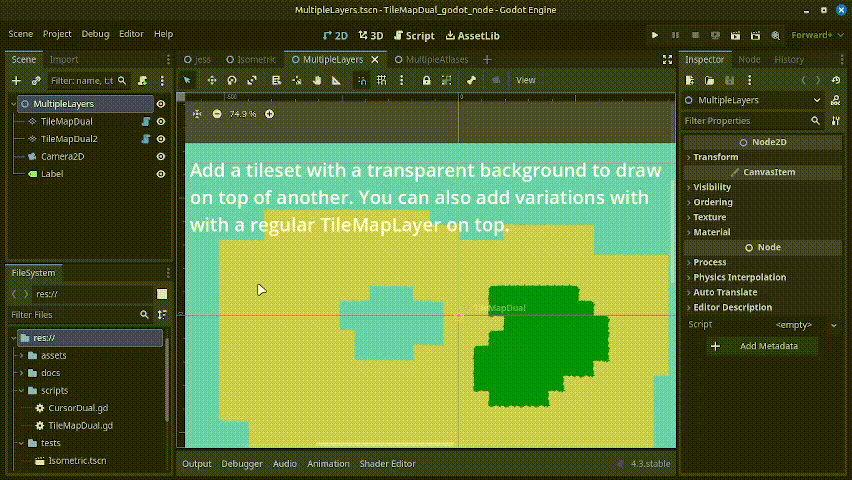 MultipleLayers.tscn - TileMapDual_godot_node - Godot Engine
Scene Project Debug Editor Help
2D 3D Script AssetLib
Forward+
Scene Import
Filter: name, t:t
MultipleLayers
TileMapDual
TileMapDual2
Camera2D
Label
FileSystem
res://
Filter Files
res://
assets
docs
scripts
CursorDual.gd
TileMapDual.gd
tests
Isometric.tscn
jess Isometric MultipleLayers MultipleAtlases
View
-500 0
74.9 %
Add a tileset with a transparent background to draw
on top of another. You can also add variations with
with a regular TileMapLayer on top.
TileMapDual
0
Output Debugger Audio Animation Shader Editor 4.3.stable
Inspector Node History
MultipleLayers
Filter Properties
Node2D
Transform
CanvasItem
Visibility
Ordering
Texture
Material
Node
Process
Physics Interpolation
Auto Translate
Editor Description
Script <empty>
Add Metadata